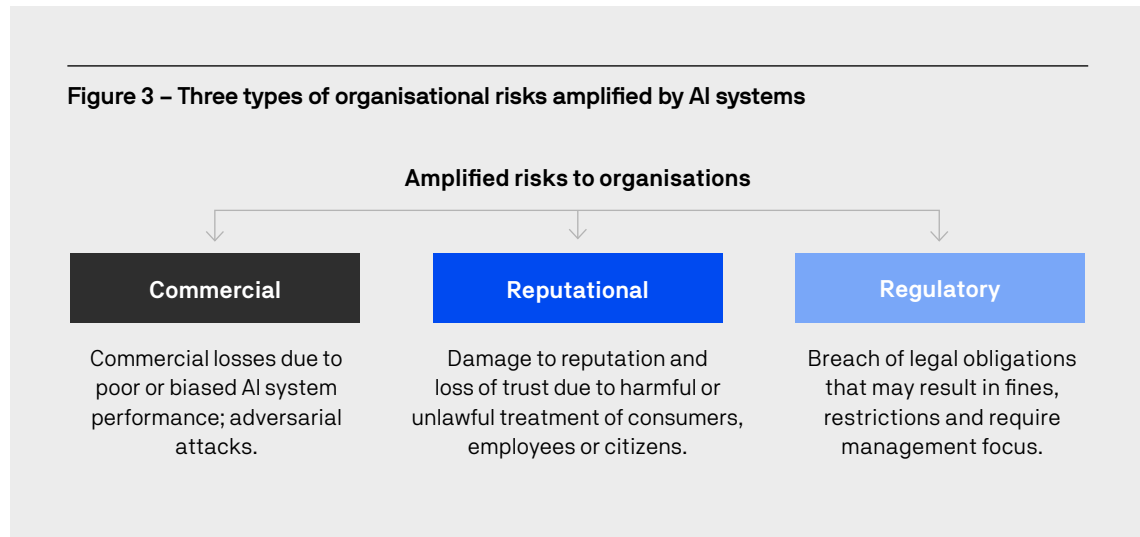 Figure 3 – Three types of organisational risks amplified by AI systems
Amplified risks to organisations
Commercial
Commercial losses due to
poor or biased AI system
performance; adversarial
attacks.
Reputational
Damage to reputation and
loss of trust due to harmful or
unlawful treatment of consumers,
employees or citizens.
Regulatory
Breach of legal obligations
that may result in fines,
restrictions and require
management focus.